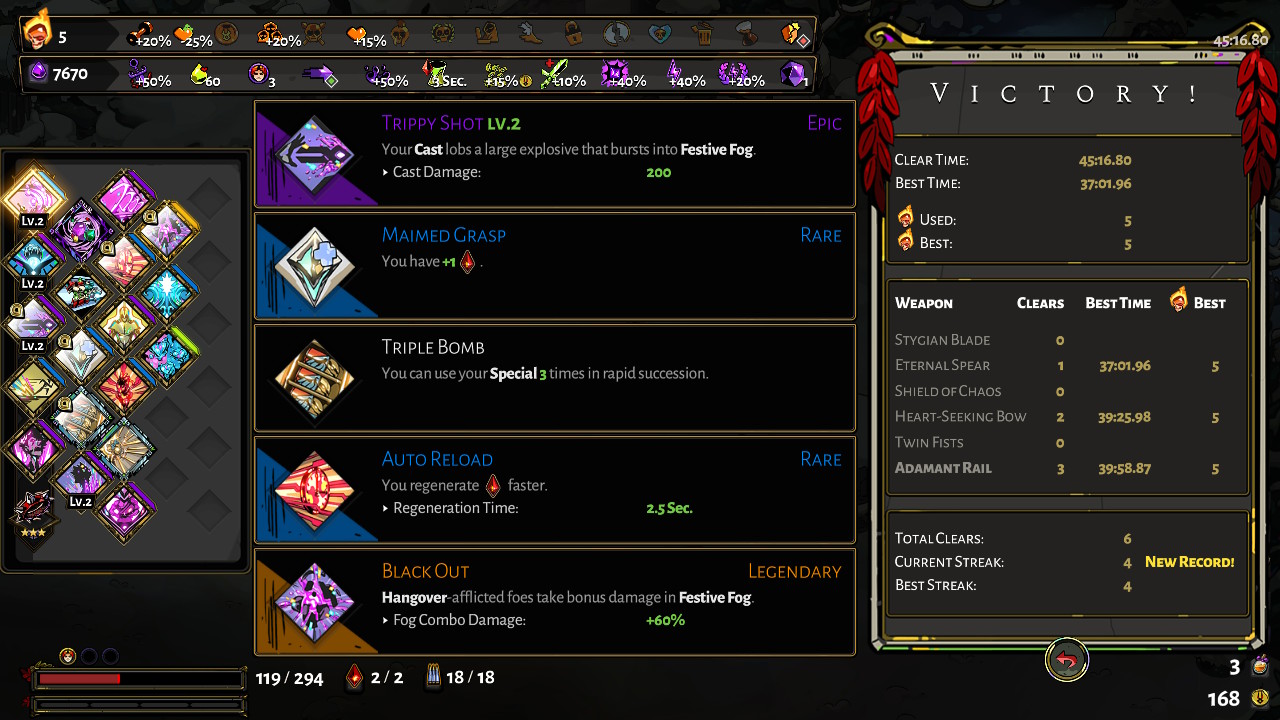 5 +20% -25% +20% +15%
7670 +50% 60 3 +50% 3 Sec. +15% +10% +40% +40% +20% 1
45:16.80
VICTORY!
Trippy Shot Lv.2 Epic
Your Cast lobs a large explosive that bursts into Festive Fog.
‣ Cast Damage: 200
Maimed Grasp Rare
You have +1 .
Triple Bomb
You can use your Special 3 times in rapid succession.
Auto Reload Rare
You regenerate faster.
‣ Regeneration Time: 2.5 Sec.
Black Out Legendary
Hangover-afflicted foes take bonus damage in Festive Fog.
‣ Fog Combo Damage: +60%
Lv.2
Lv.2
Lv.2
Lv.2
119 / 294 2 / 2 18 / 18
Clear Time: 45:16.80
Best Time: 37:01.96
Used: 5
Best: 5
Weapon Clears Best Time Best
Stygian Blade 0
Eternal Spear 1 37:01.96 5
Shield of Chaos 0
Heart-Seeking Bow 2 39:25.98 5
Twin Fists 0
Adamant Rail 3 39:58.87 5
Total Clears: 6
Current Streak: 4 New Record!
Best Streak: 4
3
168